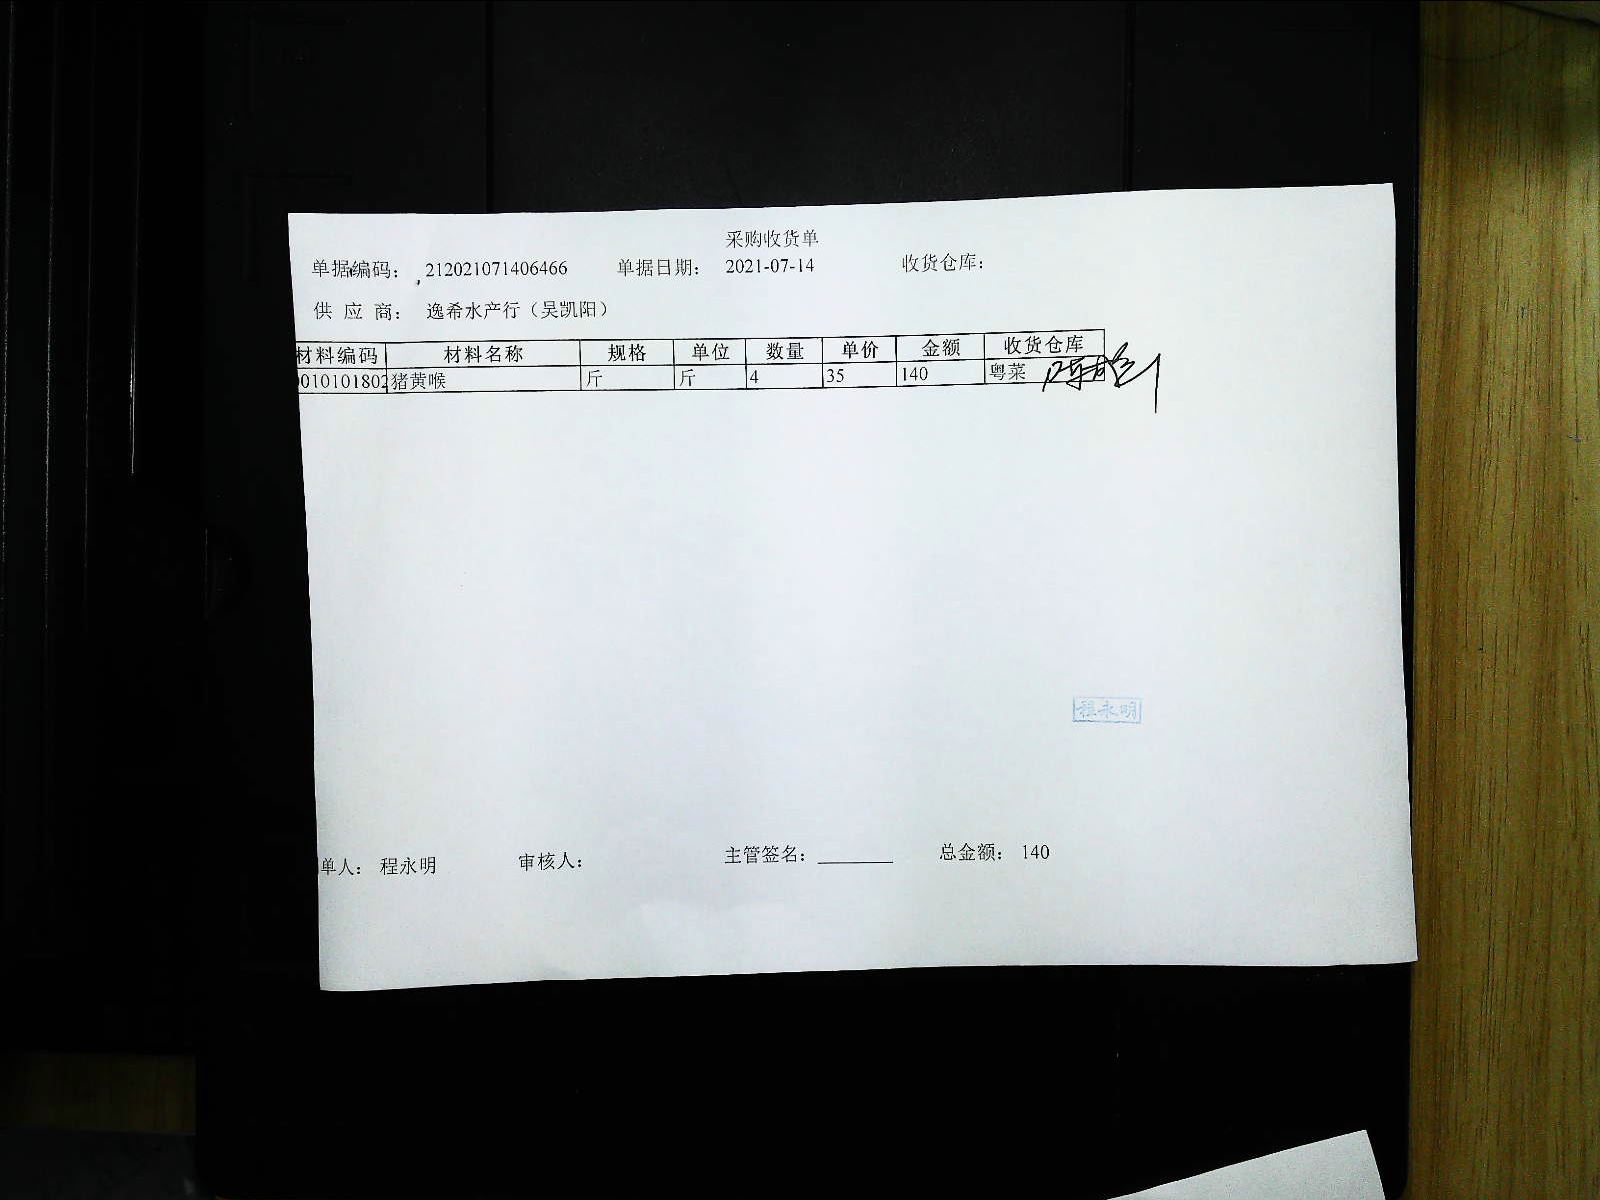 采购收货单
单据编码： 212021071406466 单据日期： 2021-07-14 收货仓库：
供 应 商： 逸希水产行（吴凯阳）
材料编码 材料名称 规格 单位 数量 单价 金额 收货仓库
0010101802 猪黄喉 斤 斤 4 35 140 粤菜
程永明
单人： 程永明 审核人： 主管签名： 总金额： 140